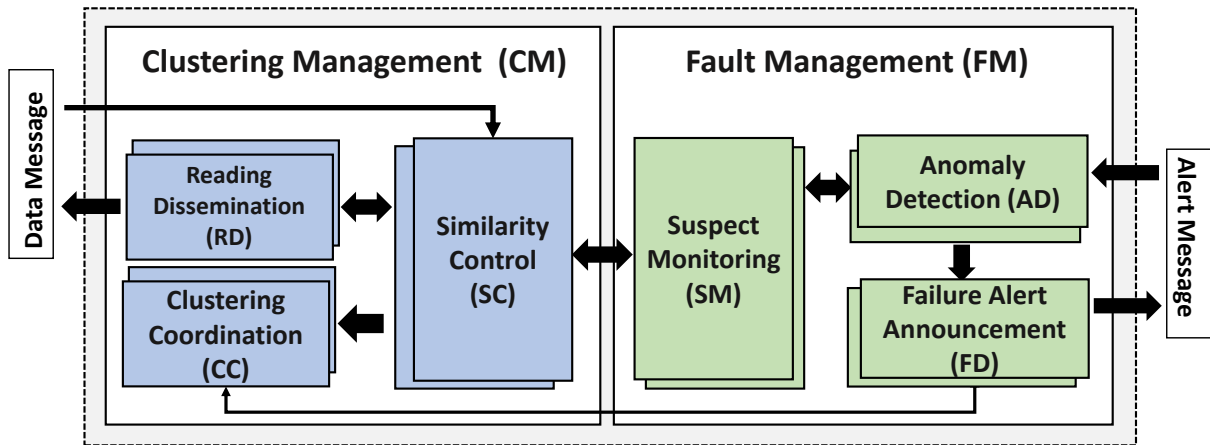 Clustering Management (CM)
Fault Management (FM)
Data Message
Reading
Dissemination
(RD)
Clustering
Coordination
(CC)
Similarity
Control
(SC)
Suspect
Monitoring
(SM)
Anomaly
Detection (AD)
Failure Alert
Announcement
(FD)
Alert Message